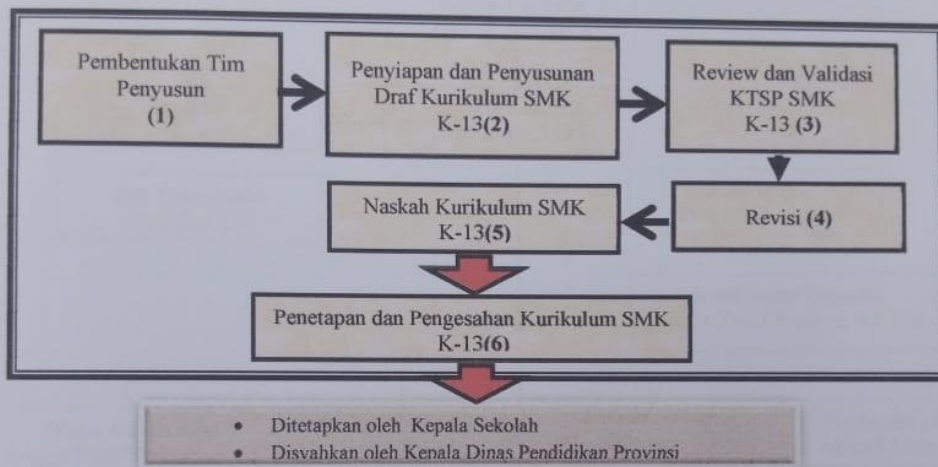 Pembentukan Tim
Penyusun
(1)
Penyiapan dan Penyusunan
Draf Kurikulum SMK
K-13(2)
Review dan Validasi
KTSP SMK
K-13 (3)
Revisi (4)
Naskah Kurikulum SMK
K-13(5)
Penetapan dan Pengesahan Kurikulum SMK
K-13(6)
• Ditetapkan oleh Kepala Sekolah
• Disyahkan oleh Kepala Dinas Pendidikan Provinsi